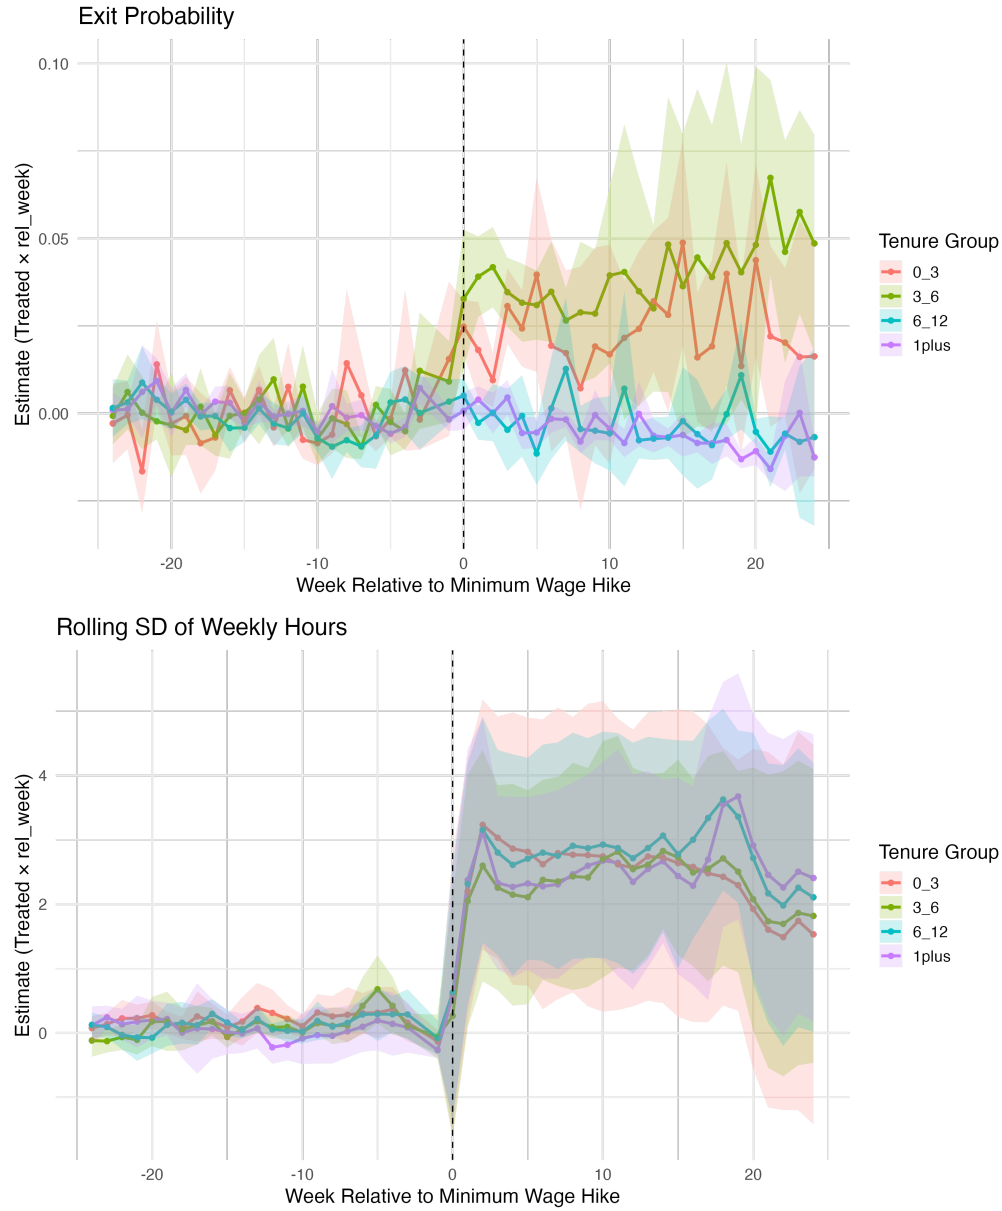 Exit Probability
Estimate (Treated × rel_week)
0.10
0.05
0.00
-20
-10
0
10
20
Week Relative to Minimum Wage Hike
Tenure Group
0_3
3_6
6_12
1plus
Rolling SD of Weekly Hours
Estimate (Treated × rel_week)
4
2
0
-20
-10
0
10
20
Week Relative to Minimum Wage Hike
Tenure Group
0_3
3_6
6_12
1plus